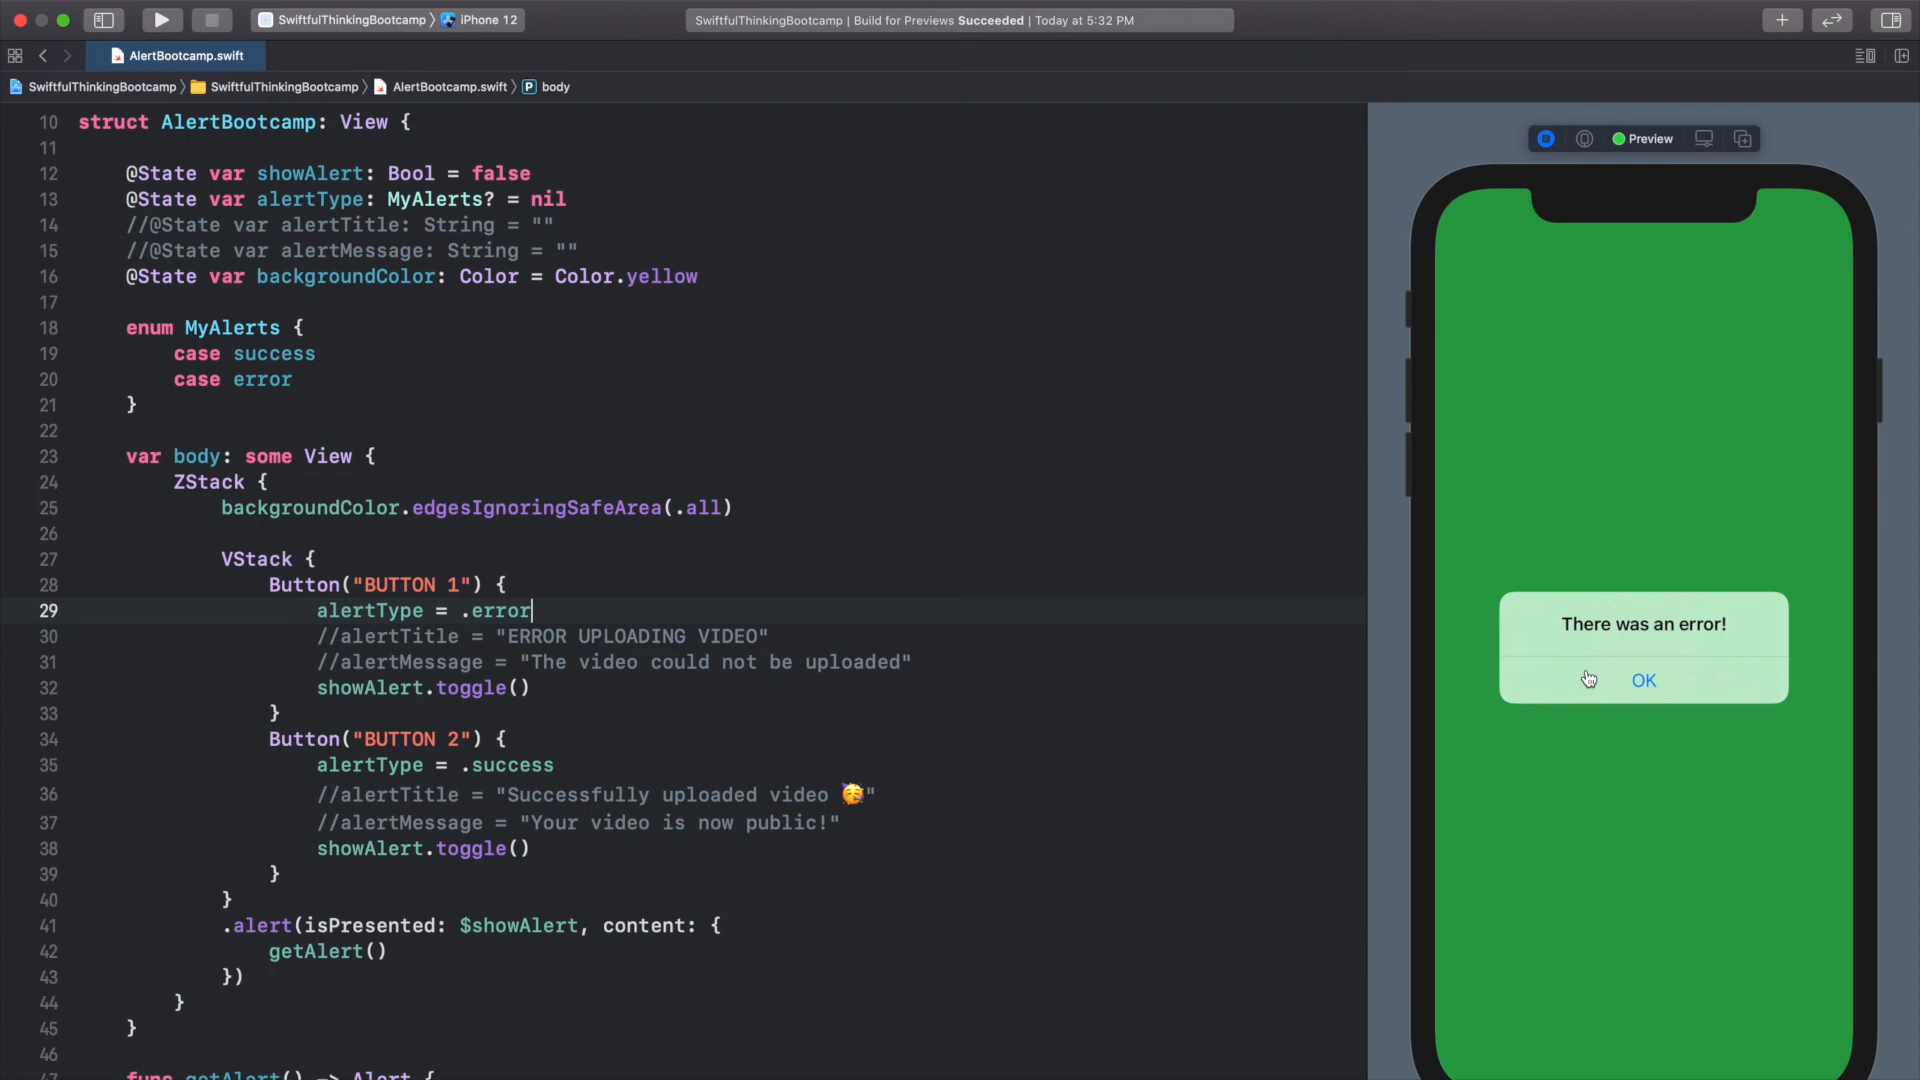 SwiftfulThinkingBootcamp 〉 iPhone 12
SwiftfulThinkingBootcamp | Build for Previews Succeeded | Today at 5:32 PM
AlertBootcamp.swift
SwiftfulThinkingBootcamp 〉 SwiftfulThinkingBootcamp 〉 AlertBootcamp.swift 〉 P body
10 struct AlertBootcamp: View {
11
12 @State var showAlert: Bool = false
13 @State var alertType: MyAlerts? = nil
14 //@State var alertTitle: String = ""
15 //@State var alertMessage: String = ""
16 @State var backgroundColor: Color = Color.yellow
17
18 enum MyAlerts {
19 case success
20 case error
21 }
22
23 var body: some View {
24 ZStack {
25 backgroundColor.edgesIgnoringSafeArea(.all)
26
27 VStack {
28 Button("BUTTON 1") {
29 alertType = .error
30 //alertTitle = "ERROR UPLOADING VIDEO"
31 //alertMessage = "The video could not be uploaded"
32 showAlert.toggle()
33 }
34 Button("BUTTON 2") {
35 alertType = .success
36 //alertTitle = "Successfully uploaded video 🥳"
37 //alertMessage = "Your video is now public!"
38 showAlert.toggle()
39 }
40 }
41 .alert(isPresented: $showAlert, content: {
42 getAlert()
43 })
44 }
45 }
46
47 func getAlert() -> Alert {
Preview
There was an error!
OK